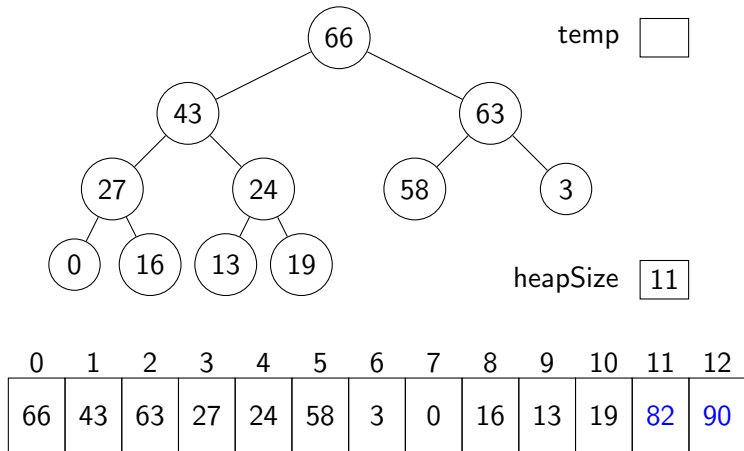 66 temp
43 63
27 24 58 3
0 16 13 19
heapSize 11
0 1 2 3 4 5 6 7 8 9 10 11 12
66 43 63 27 24 58 3 0 16 13 19 82 90